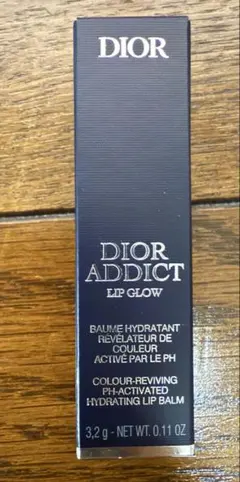 DIOR
DIOR
ADDICT
LIP GLOW
BAUME HYDRATANT
RÉVÉLATEUR DE
COULEUR
ACTIVÉ PAR LE PH
COLOUR-REVIVING
PH-ACTIVATED
HYDRATING LIP BALM
3,2 g - NET WT. 0.11 OZ